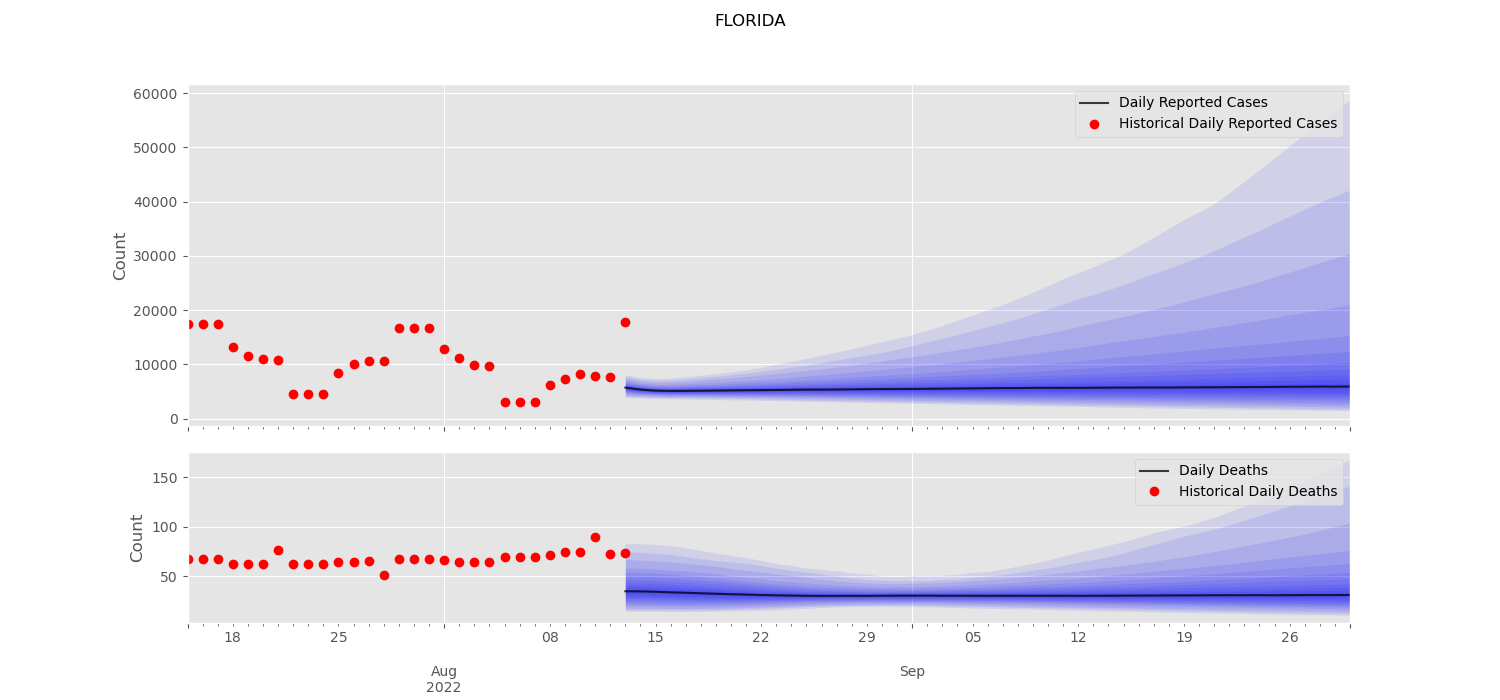 FLORIDA
60000
50000
40000
30000
20000
10000
0
Count
Daily Reported Cases
Historical Daily Reported Cases
150
100
50
Count
Daily Deaths
Historical Daily Deaths
18 25 08 15 22 29 05 12 19 26
Aug Sep
2022